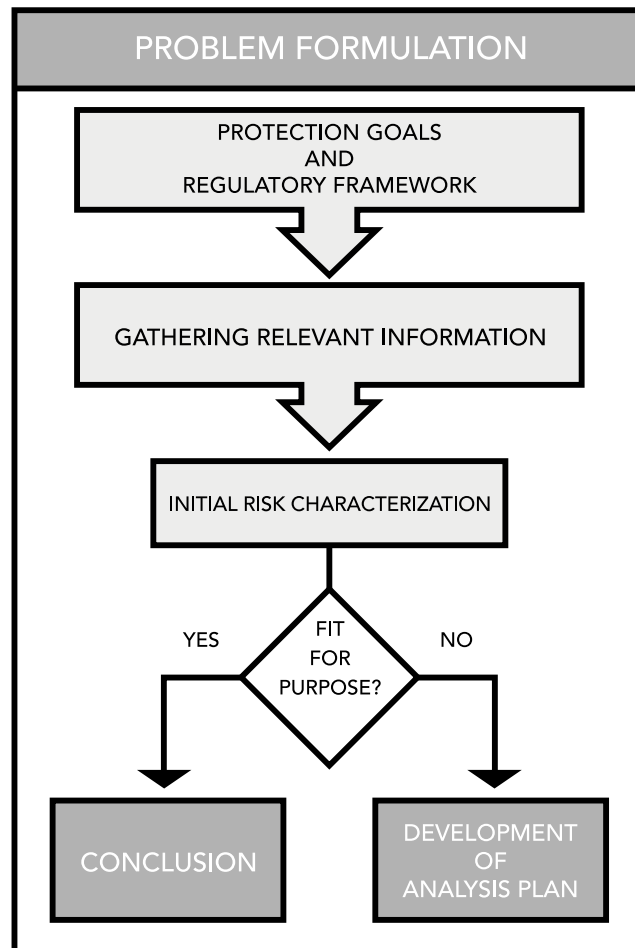 PROBLEM FORMULATION
PROTECTION GOALS
AND
REGULATORY FRAMEWORK
GATHERING RELEVANT INFORMATION
INITIAL RISK CHARACTERIZATION
YES
FIT
FOR
PURPOSE?
NO
CONCLUSION
DEVELOPMENT
OF
ANALYSIS PLAN